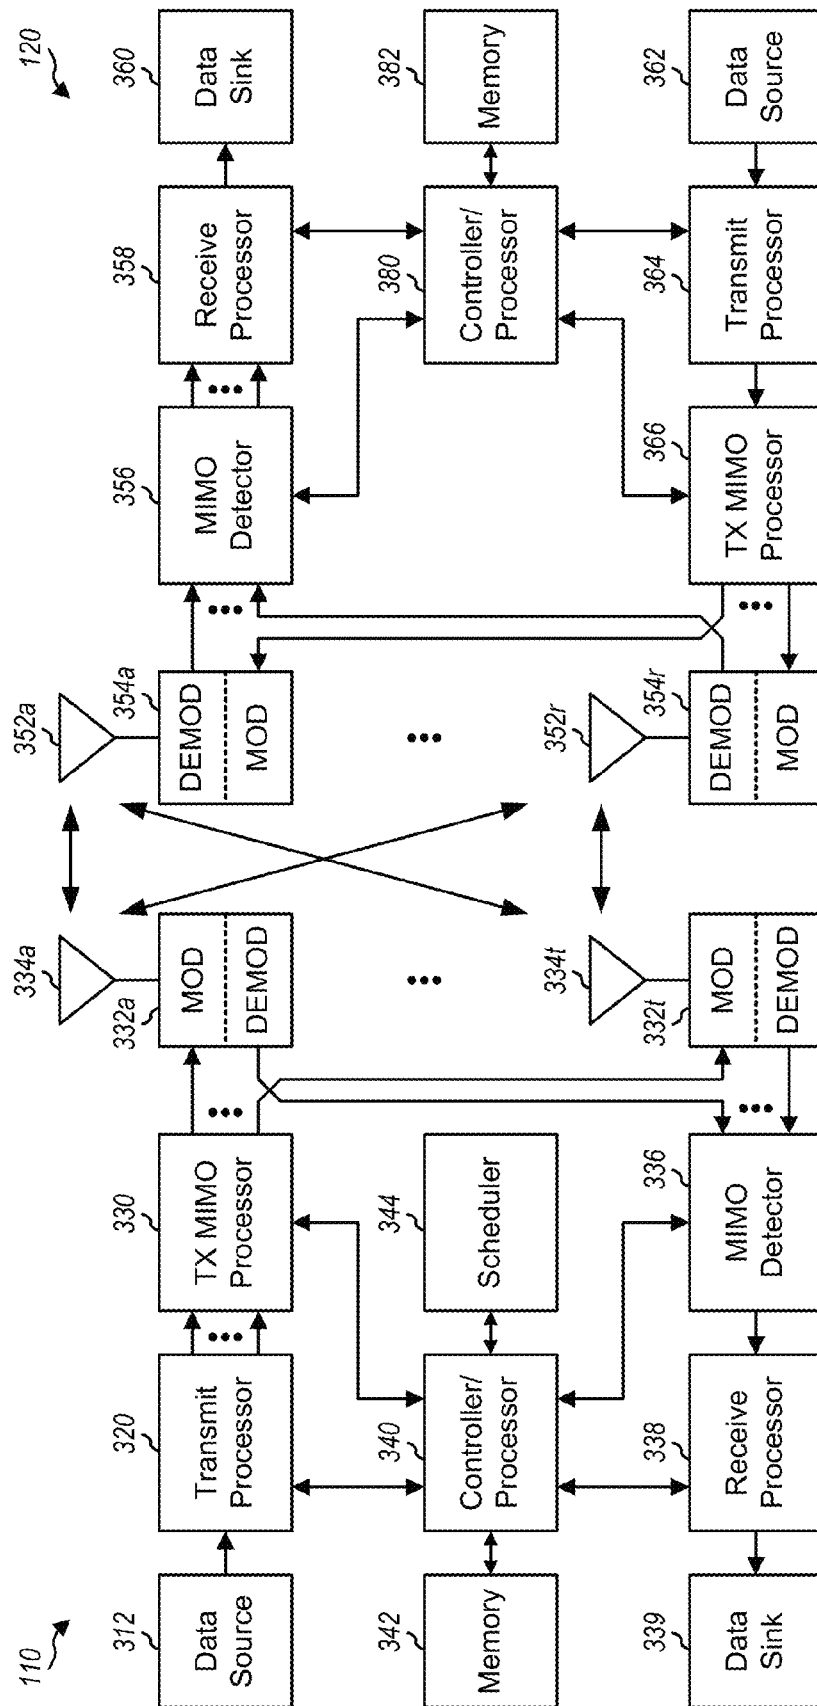 110
120
312
Data
Source
320
Transmit
Processor
330
TX MIMO
Processor
332a
MOD
DEMOD
334a
352a
354a
DEMOD
MOD
356
MIMO
Detector
358
Receive
Processor
360
Data
Sink
342
Memory
340
Controller/
Processor
344
Scheduler
380
Controller/
Processor
382
Memory
339
Data
Sink
338
Receive
Processor
336
MIMO
Detector
332t
MOD
DEMOD
334t
352r
354r
DEMOD
MOD
366
TX MIMO
Processor
364
Transmit
Processor
362
Data
Source